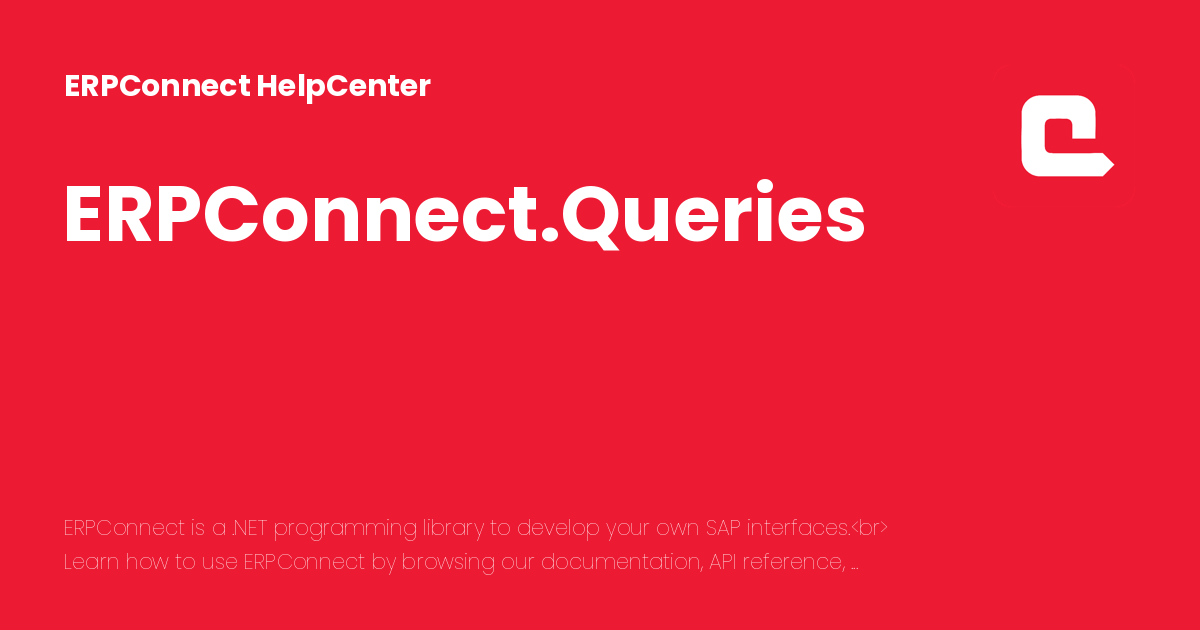 ERPConnect HelpCenter
ERPConnect.Queries
ERPConnect is a .NET programming library to develop your own SAP interfaces.<br>
Learn how to use ERPConnect by browsing our documentation, API reference, ...